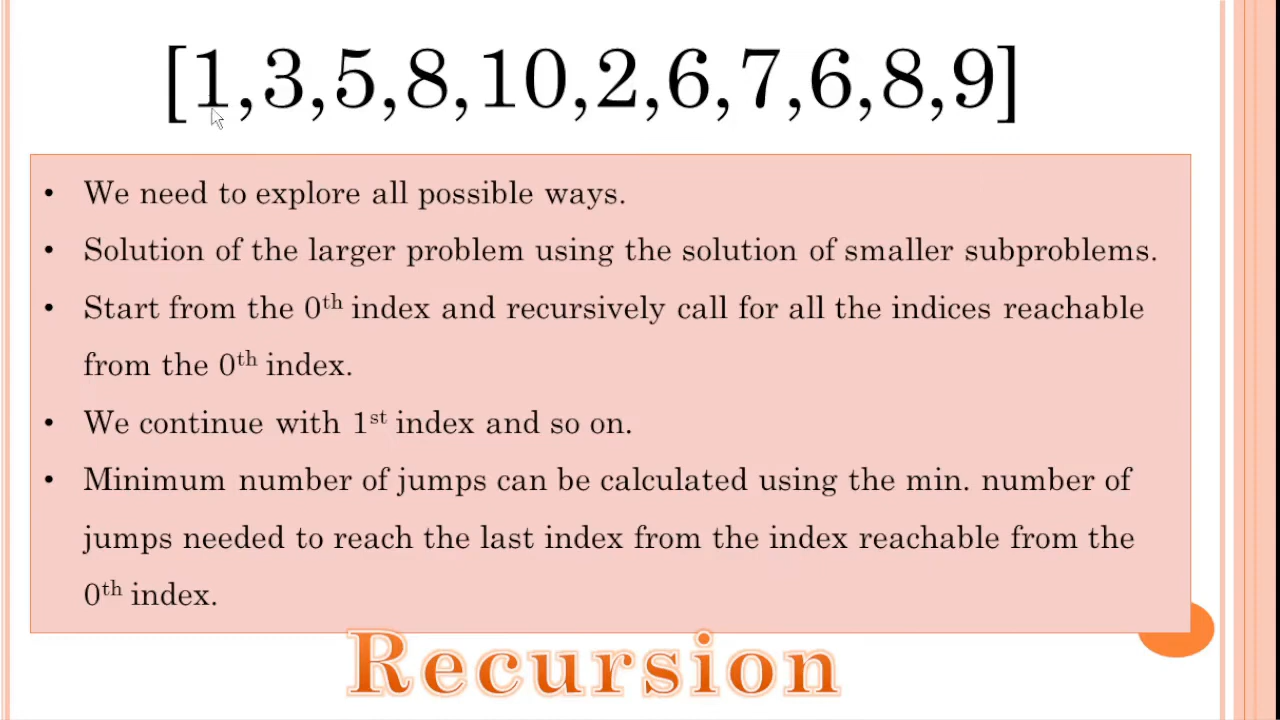 [1,3,5,8,10,2,6,7,6,8,9]
• We need to explore all possible ways.
• Solution of the larger problem using the solution of smaller subproblems.
• Start from the 0th index and recursively call for all the indices reachable
from the 0th index.
• We continue with 1st index and so on.
• Minimum number of jumps can be calculated using the min. number of
jumps needed to reach the last index from the index reachable from the
0th index.
Recursion